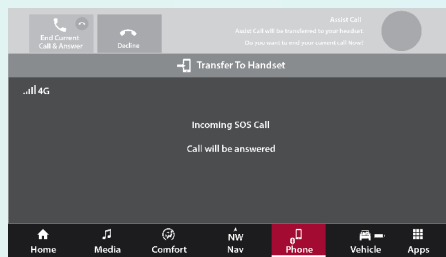 End Current
Call & Answer
Decline
Assist Call
Assist Call will be transferred to your handset.
Do you want to end your current call Now?
Transfer To Handset
4G
Incoming SOS Call
Call will be answered
Home
Media
Comfort
NW
Nav
0
Phone
Vehicle
Apps